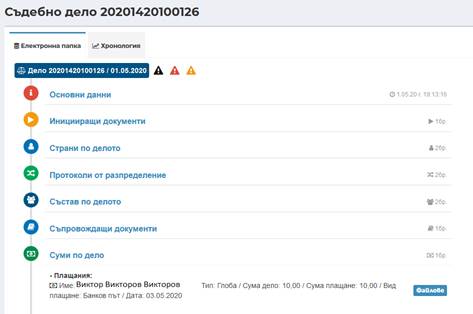 Съдебно дело 20201420100126
Електронна папка
Хронология
Дело 20201420100126 / 01.05.2020
Основни данни 1.05.20 г. 18:13:16
Иницииращи документи 1бр.
Страни по делото 2бр.
Протоколи от разпределение 2бр.
Състав по делото 2бр.
Съпровождащи документи 1бр.
Суми по дело 1бр.
• Плащания:
Име: Виктор Викторов Викторов Тип: Глоба / Сума дело: 10,00 / Сума плащане: 10,00 / Вид Файлове
плащане: Банков път / Дата: 03.05.2020